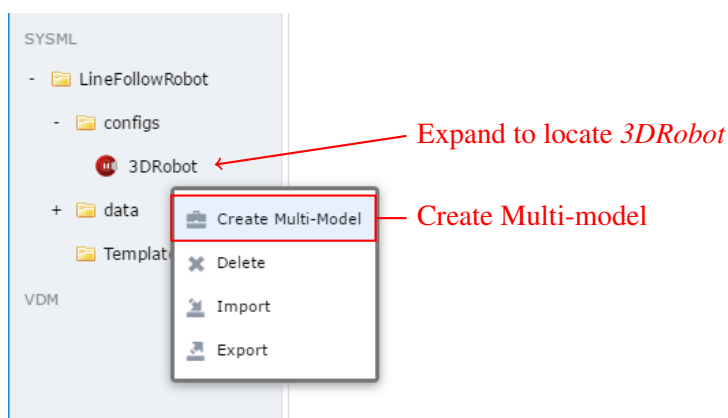 SYSML
- LineFollowRobot
- configs
Expand to locate 3DRobot
3DRobot
+ data
Create Multi-Model
Create Multi-model
Templat
Delete
VDM
Import
Export